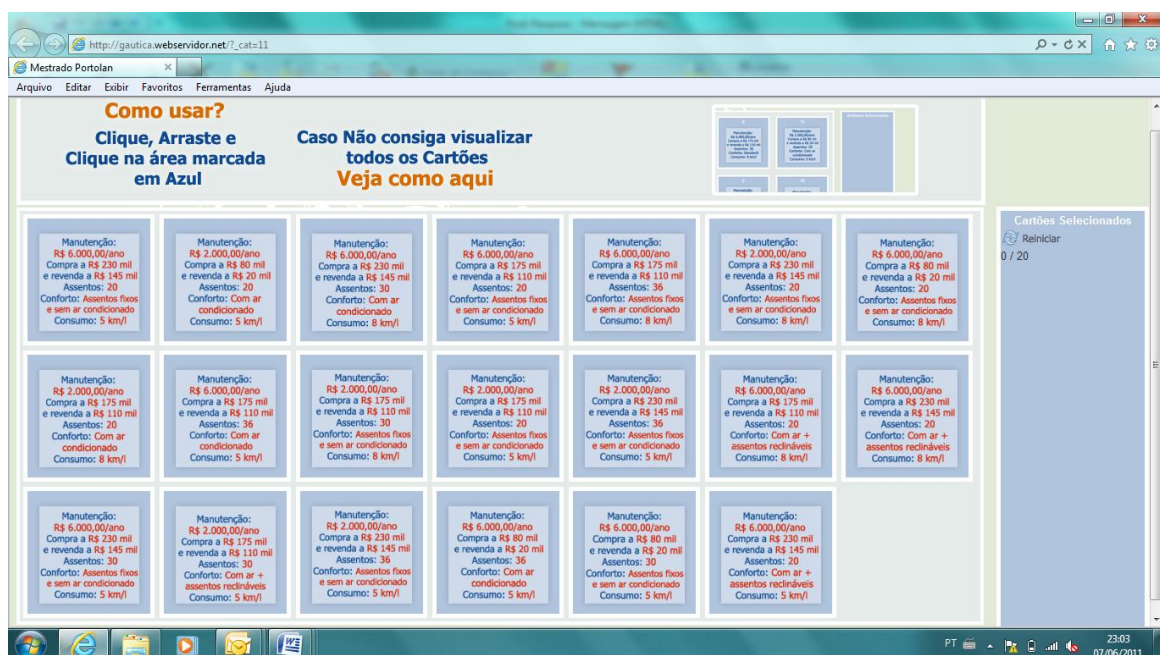 http://gautica.webservidor.net/?_cat=11
Mestrado Portolan
Arquivo Editar Exibir Favoritos Ferramentas Ajuda
Como usar?
Clique, Arraste e
Clique na área marcada
em Azul
Caso Não consiga visualizar
todos os Cartões
Veja como aqui
Cartões Selecionados
Reiniciar
0 / 20
Manutenção:
R$ 6.000,00/ano
Compra a R$ 230 mil
e revenda a R$ 145 mil
Assentos: 20
Conforto: Assentos fixos
e sem ar condicionado
Consumo: 5 km/l
Manutenção:
R$ 2.000,00/ano
Compra a R$ 80 mil
e revenda a R$ 20 mil
Assentos: 20
Conforto: Com ar
condicionado
Consumo: 5 km/l
Manutenção:
R$ 6.000,00/ano
Compra a R$ 230 mil
e revenda a R$ 145 mil
Assentos: 30
Conforto: Com ar
condicionado
Consumo: 8 km/l
Manutenção:
R$ 6.000,00/ano
Compra a R$ 175 mil
e revenda a R$ 110 mil
Assentos: 20
Conforto: Assentos fixos
e sem ar condicionado
Consumo: 5 km/l
Manutenção:
R$ 6.000,00/ano
Compra a R$ 175 mil
e revenda a R$ 110 mil
Assentos: 36
Conforto: Assentos fixos
e sem ar condicionado
Consumo: 8 km/l
Manutenção:
R$ 2.000,00/ano
Compra a R$ 230 mil
e revenda a R$ 145 mil
Assentos: 20
Conforto: Assentos fixos
e sem ar condicionado
Consumo: 8 km/l
Manutenção:
R$ 6.000,00/ano
Compra a R$ 80 mil
e revenda a R$ 20 mil
Assentos: 20
Conforto: Assentos fixos
e sem ar condicionado
Consumo: 8 km/l
Manutenção:
R$ 2.000,00/ano
Compra a R$ 175 mil
e revenda a R$ 110 mil
Assentos: 20
Conforto: Com ar
condicionado
Consumo: 8 km/l
Manutenção:
R$ 6.000,00/ano
Compra a R$ 175 mil
e revenda a R$ 110 mil
Assentos: 36
Conforto: Com ar
condicionado
Consumo: 5 km/l
Manutenção:
R$ 2.000,00/ano
Compra a R$ 175 mil
e revenda a R$ 110 mil
Assentos: 30
Conforto: Assentos fixos
e sem ar condicionado
Consumo: 8 km/l
Manutenção:
R$ 2.000,00/ano
Compra a R$ 175 mil
e revenda a R$ 110 mil
Assentos: 20
Conforto: Assentos fixos
e sem ar condicionado
Consumo: 5 km/l
Manutenção:
R$ 2.000,00/ano
Compra a R$ 230 mil
e revenda a R$ 145 mil
Assentos: 36
Conforto: Assentos fixos
e sem ar condicionado
Consumo: 5 km/l
Manutenção:
R$ 6.000,00/ano
Compra a R$ 175 mil
e revenda a R$ 110 mil
Assentos: 20
Conforto: Com ar +
assentos reclináveis
Consumo: 8 km/l
Manutenção:
R$ 6.000,00/ano
Compra a R$ 230 mil
e revenda a R$ 145 mil
Assentos: 20
Conforto: Com ar +
assentos reclináveis
Consumo: 8 km/l
Manutenção:
R$ 6.000,00/ano
Compra a R$ 230 mil
e revenda a R$ 145 mil
Assentos: 30
Conforto: Assentos fixos
e sem ar condicionado
Consumo: 5 km/l
Manutenção:
R$ 2.000,00/ano
Compra a R$ 175 mil
e revenda a R$ 110 mil
Assentos: 30
Conforto: Com ar +
assentos reclináveis
Consumo: 5 km/l
Manutenção:
R$ 2.000,00/ano
Compra a R$ 230 mil
e revenda a R$ 145 mil
Assentos: 36
Conforto: Assentos fixos
e sem ar condicionado
Consumo: 5 km/l
Manutenção:
R$ 6.000,00/ano
Compra a R$ 80 mil
e revenda a R$ 20 mil
Assentos: 36
Conforto: Com ar
condicionado
Consumo: 5 km/l
Manutenção:
R$ 6.000,00/ano
Compra a R$ 80 mil
e revenda a R$ 20 mil
Assentos: 30
Conforto: Assentos fixos
e sem ar condicionado
Consumo: 5 km/l
Manutenção:
R$ 6.000,00/ano
Compra a R$ 230 mil
e revenda a R$ 145 mil
Assentos: 20
Conforto: Com ar +
assentos reclináveis
Consumo: 5 km/l
PT
23:03
07/06/2011